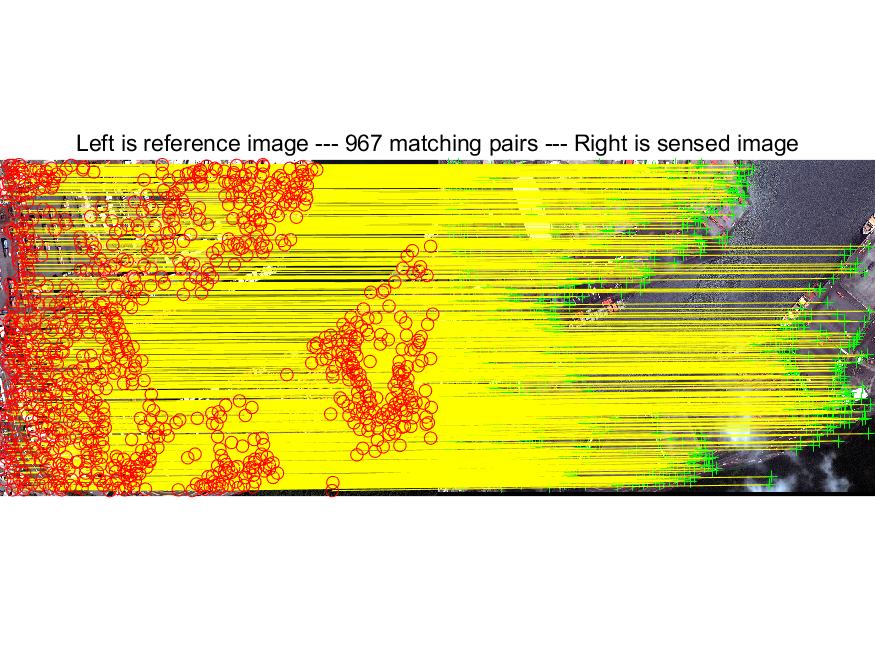 Left is reference image --- 967 matching pairs --- Right is sensed image